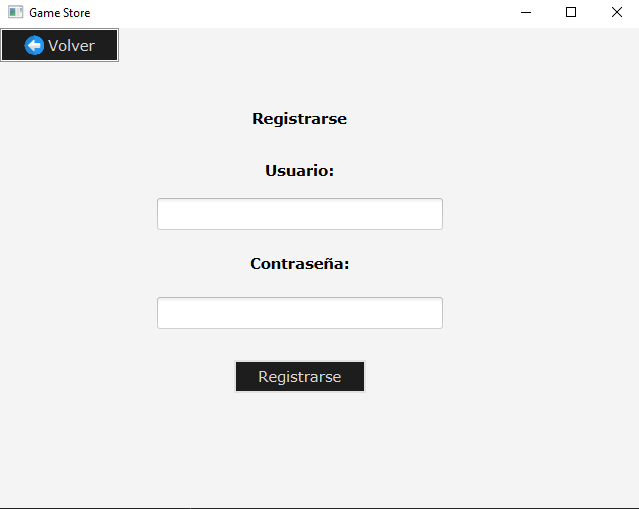 Game Store
Volver
Registrarse
Usuario:
Contraseña:
Registrarse